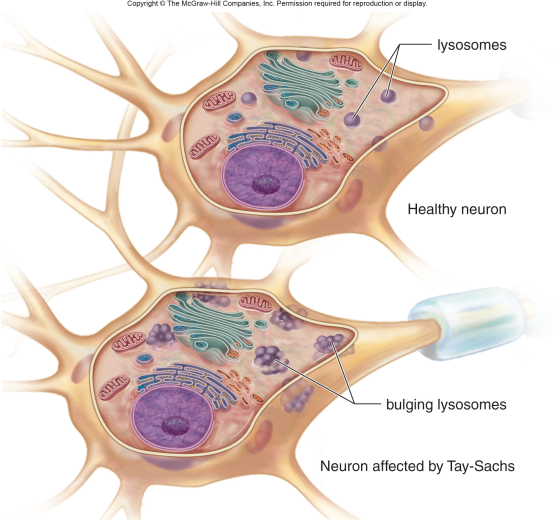 Copyright © The McGraw-Hill Companies, Inc. Permission required for reproduction or display.
lysosomes
Healthy neuron
bulging lysosomes
Neuron affected by Tay-Sachs